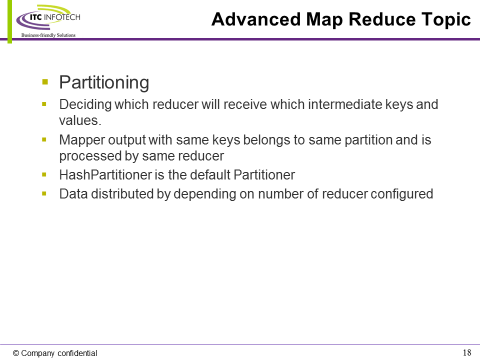 ITC INFOTECH
Business-friendly Solutions
Advanced Map Reduce Topic
Partitioning
Deciding which reducer will receive which intermediate keys and
values.
Mapper output with same keys belongs to same partition and is
processed by same reducer
HashPartitioner is the default Partitioner
Data distributed by depending on number of reducer configured
© Company confidential
18